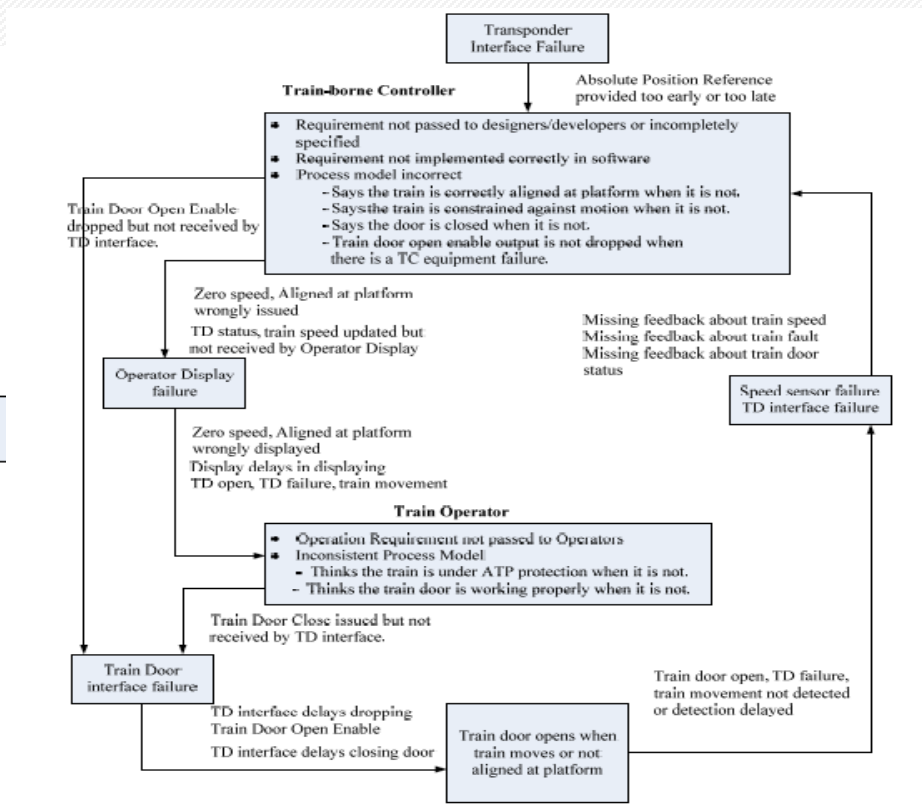 Transponder
Interface Failure
Absolute Position Reference
provided too early or too late
Train-borne Controller
Requirement not passed to designers/developers or incompletely
specified
Requirement not implemented correctly in software
Process model incorrect
- Says the train is correctly aligned at platform when it is not.
- Says the train is constrained against motion when it is not.
- Says the door is closed when it is not.
- Train door open enable output is not dropped when
there is a TC equipment failure.
Train Door Open Enable
dropped but not received by
TD interface.
Zero speed, Aligned at platform
wrongly issued
TD status, train speed updated but
not received by Operator Display
Missing feedback about train speed
Missing feedback about train fault
Missing feedback about train door
status
Operator Display
failure
Speed sensor failure
TD interface failure
Zero speed, Aligned at platform
wrongly displayed
Display delays in displaying
TD open, TD failure, train movement
Train Operator
Operation Requirement not passed to Operators
Inconsistent Process Model
- Thinks the train is under ATP protection when it is not.
- Thinks the train door is working properly when it is not.
Train Door Close issued but not
received by TD interface.
Train Door
interface failure
TD interface delays dropping
Train Door Open Enable
TD interface delays closing door
Train door opens when
train moves or not
aligned at platform
Train door open, TD failure,
train movement not detected
or detection delayed